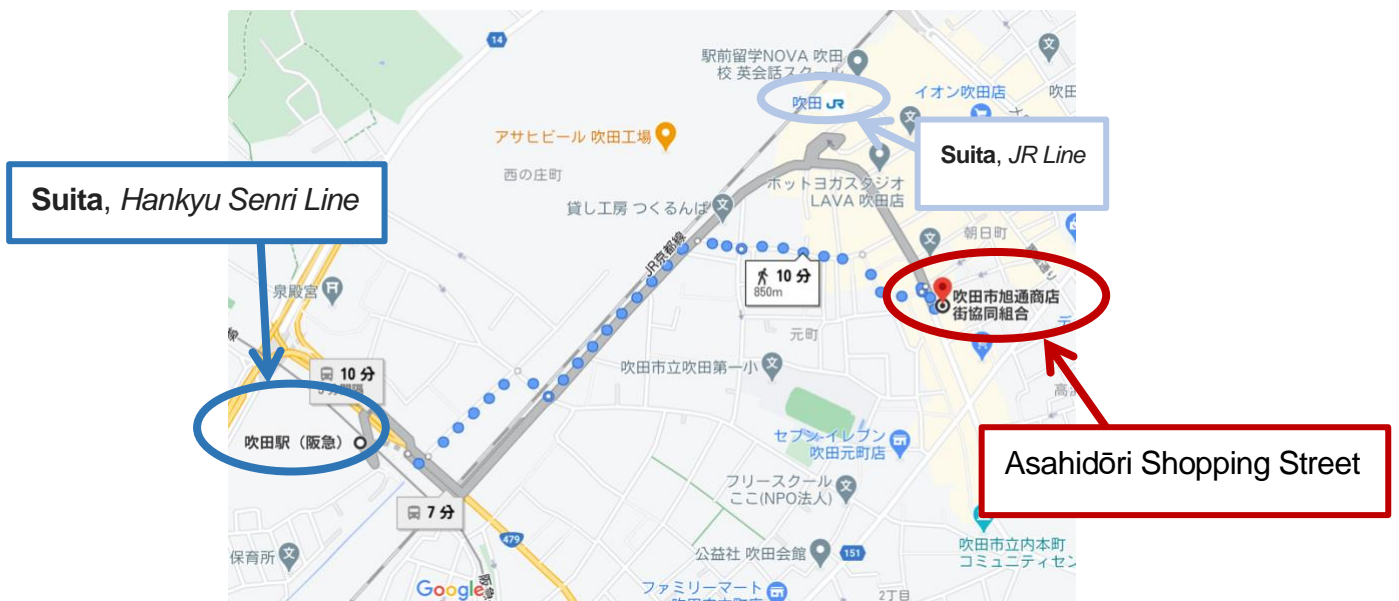 14
駅前留学NOVA 吹田
校 英会話スクール
吹田 JR
イオン吹田店
吹田
アサヒビール 吹田工場
Suita, JR Line
西の庄町
ホットヨガスタジオ
LAVA 吹田店
Suita, Hankyu Senri Line
貸し工房 つくるんば
朝日町
JR京都線
10 分
850m
泉殿宮
吹田市旭通商店
街協同組合
元町
吹田市立吹田第一小
10 分
吹田駅（阪急）
セブン-イレブン
吹田元町店
Asahidōri Shopping Street
フリースクール
ここ(NPO法人)
7 分
479
吹田市立内本町
コミュニティセン
保育所
公益社 吹田会館
151
Google
阪急
ファミリーマート
2丁目